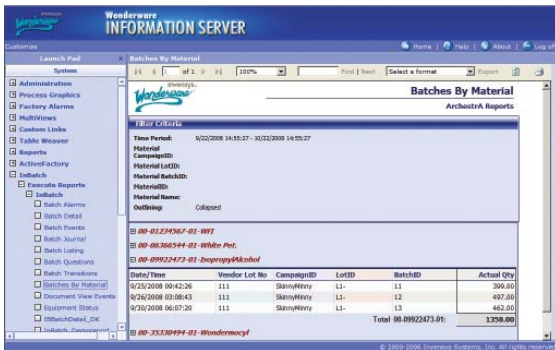 Wonderware
INFORMATION SERVER
Customize
Home | Help | About | Log of
Launch Pad
Batches By Material
System
1 of 1
100%
Find | Next
Select a format
Export
Administration
Process Graphics
Factory Alarms
MultiViews
Custom Links
Table Weaver
Reports
ActiveFactory
InBatch
Execute Reports
InBatch
Batch Alarms
Batch Detail
Batch Events
Batch Journal
Batch Listing
Batch Questions
Batch Transitions
Batches By Material
Document View Events
Equipment Status
IBBatchDetail_DK
invensys
Wonderware
Batches By Material
ArchestrA Reports
Filter Criteria
Time Period: 9/22/2008 14:55:27 - 10/22/2008 14:55:27
Material
CampaignID:
Material LotID:
Material BatchID:
MaterialID:
Material Name:
Outlining: Collapsed
00-01234567-01-WFI
00-06366544-01-White Pet.
00-09922473-01-IsopropylAlcohol
Date/Time Vendor Lot No CampaignID LotID BatchID Actual Qty
9/25/2008 09:42:26 111 SkinnyMinny L1- 11 399.00
9/26/2008 03:08:43 111 SkinnyMinny L1- 12 497.00
9/30/2008 06:07:20 111 SkinnyMinny L1- 13 462.00
Total 00-09922473-01: 1358.00
00-35330494-01-Wondermocyl
© 2000-2006 Invensys Systems, Inc. All rights reserved